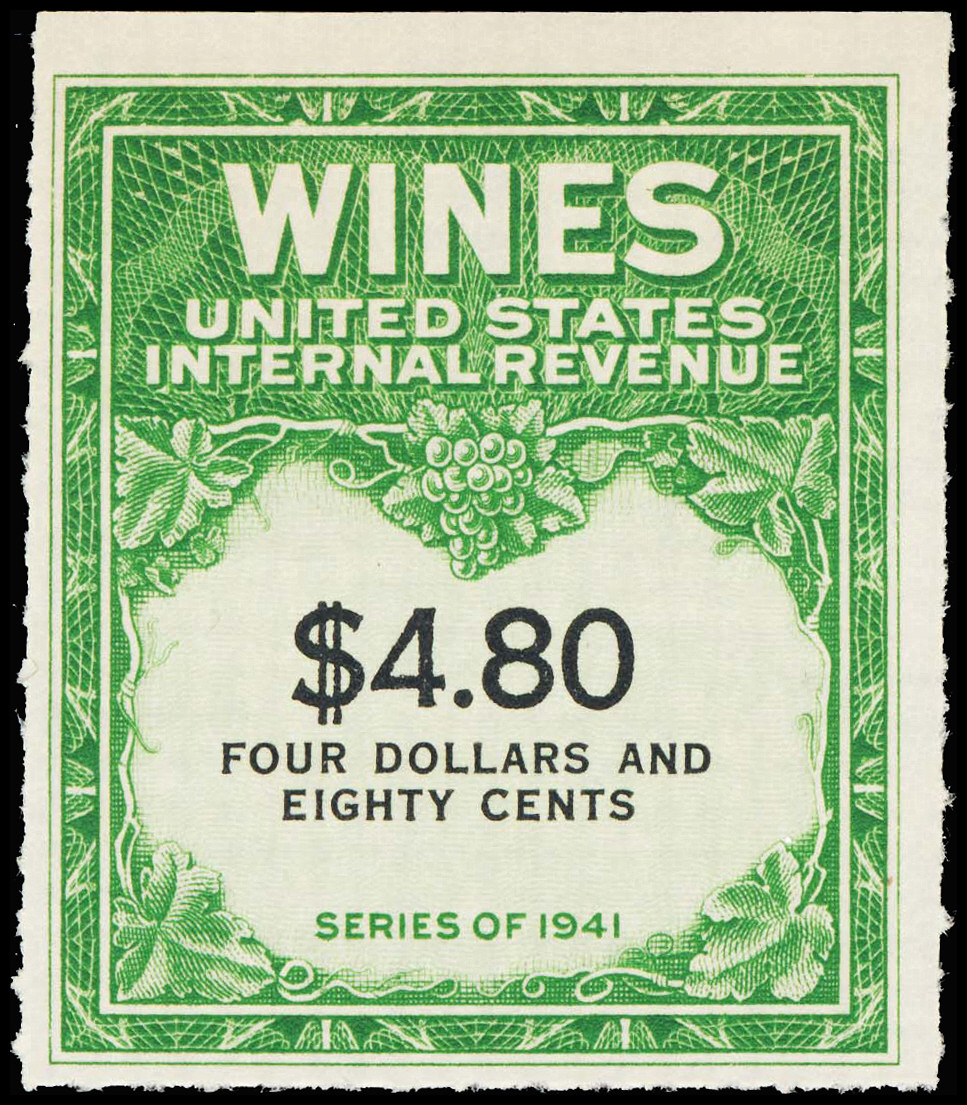 WINES
UNITED STATES
INTERNAL REVENUE
$4.80
FOUR DOLLARS AND
EIGHTY CENTS
SERIES OF 1941